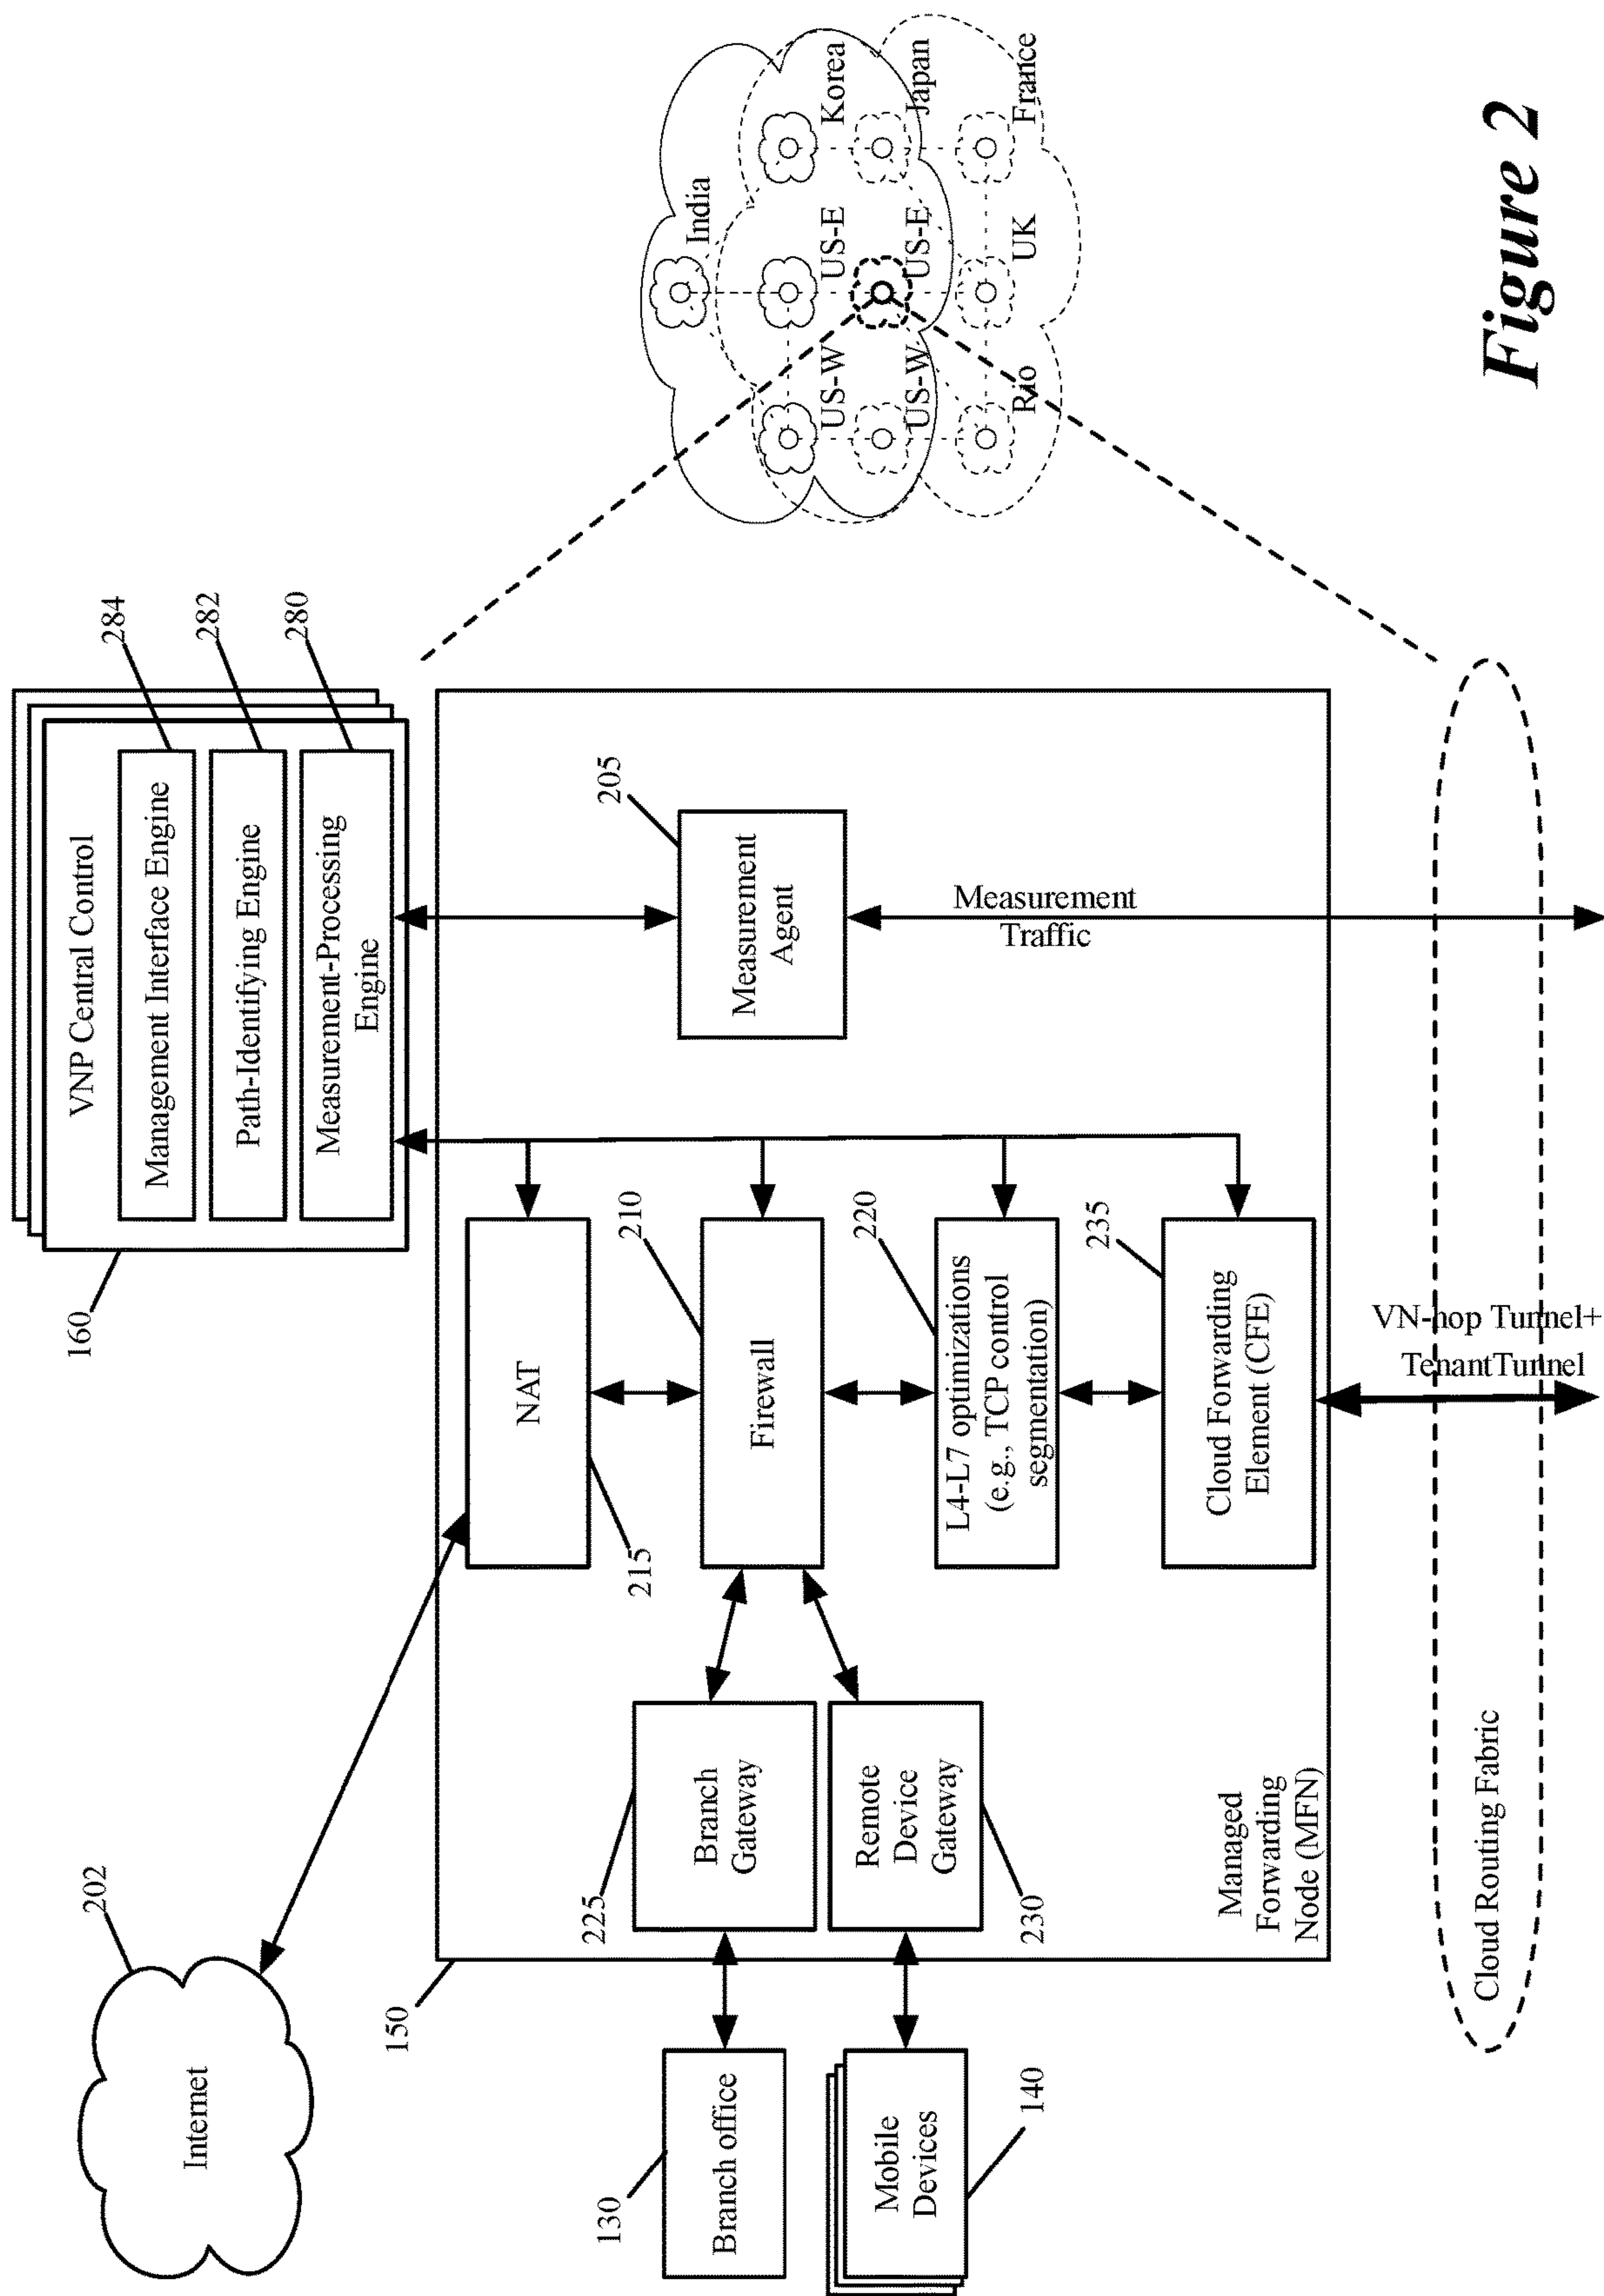 Internet
202
VNP Central Control
Management Interface Engine
284
Path-Identifying Engine
282
Measurement-Processing
Engine
280
160
150
NAT
215
Branch office
130
Branch
Gateway
225
Firewall
210
Measurement
Agent
205
Mobile
Devices
140
Remote
Device
Gateway
230
L4-L7 optimizations
(e.g., TCP control
segmentation)
220
Measurement
Traffic
Cloud Forwarding
Element (CFE)
235
Managed
Forwarding
Node (MFN)
VN-hop Tunnel+
TenantTunnel
Cloud Routing Fabric
India
US-W
US-E
Korea
US-W
US-E
Japan
Rio
UK
France
Figure 2